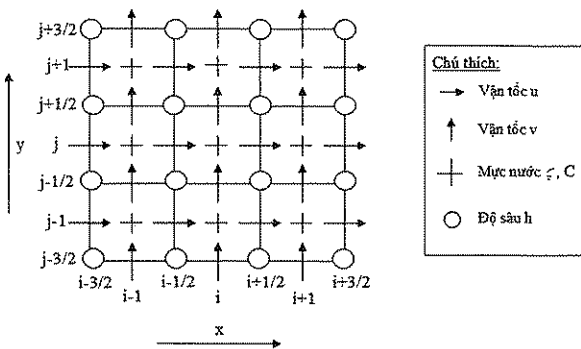 j+3/2
j+1
j+1/2
j
j-1/2
j-1
j-3/2
y
i-3/2
i-1
i-1/2
i
i+1/2
i+1
i+3/2
x
Chú thích:
Vận tốc u
Vận tốc v
Mực nước ς, C
Độ sâu h